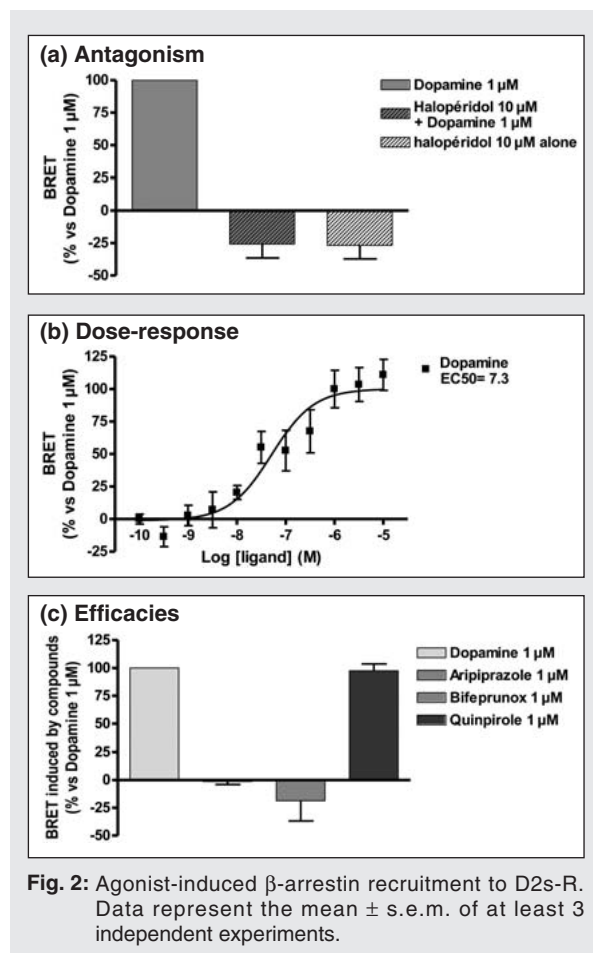 (a) Antagonism
100
75
50
25
0
-25
-50
BRET
(% vs Dopamine 1 µM)
Dopamine 1 µM
Halopéridol 10 µM
+ Dopamine 1 µM
halopéridol 10 µM alone
(b) Dose-response
125
100
75
50
25
0
-25
BRET
(% vs Dopamine 1 µM)
-10 -9 -8 -7 -6 -5
Log [ligand] (M)
Dopamine
EC50= 7.3
(c) Efficacies
125
100
75
50
25
0
-25
-50
BRET induced by compounds
(% vs Dopamine 1 µM)
Dopamine 1 µM
Aripiprazole 1 µM
Bifeprunox 1 µM
Quinpirole 1 µM
Fig. 2: Agonist-induced β-arrestin recruitment to D2s-R.
Data represent the mean ± s.e.m. of at least 3
independent experiments.